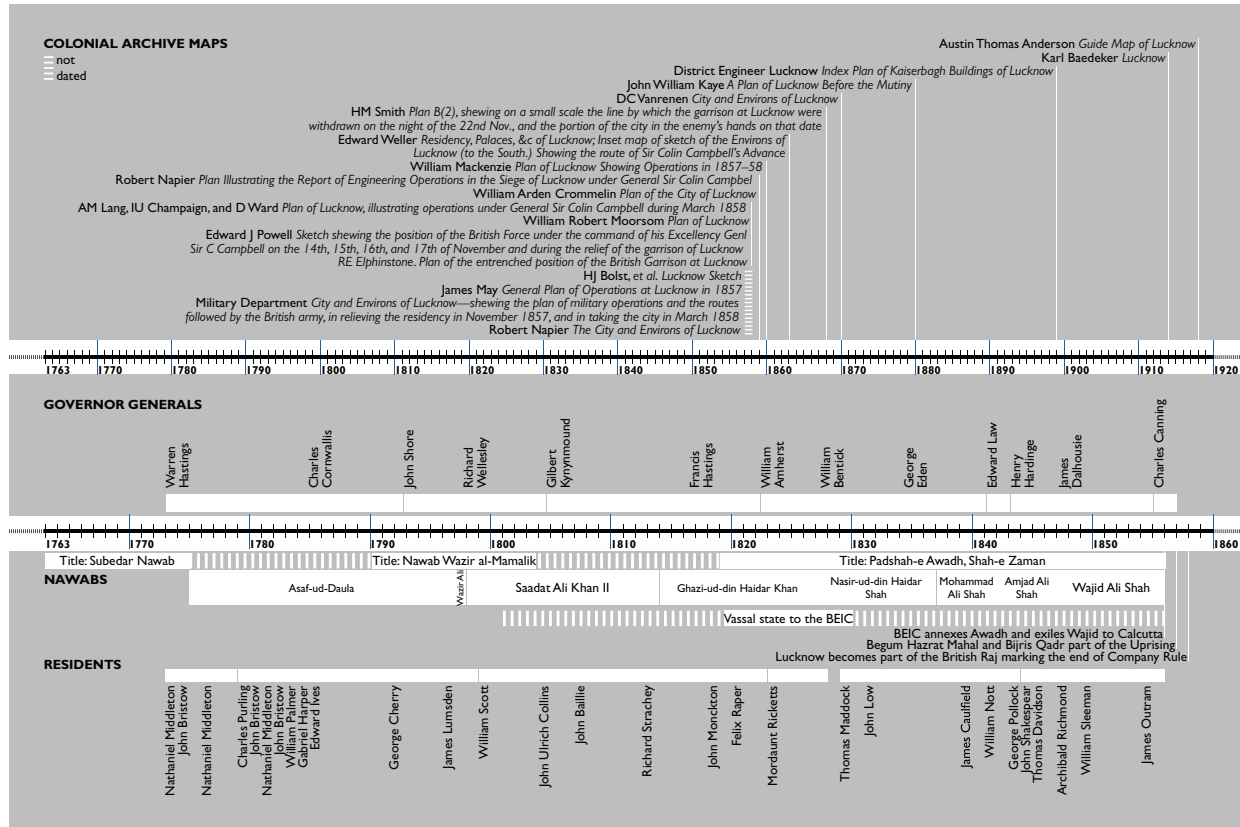 COLONIAL ARCHIVE MAPS
not
dated
Austin Thomas Anderson Guide Map of Lucknow
Karl Baedeker Lucknow
District Engineer Lucknow Index Plan of Kaiserbagh Buildings of Lucknow
John William Kaye A Plan of Lucknow Before the Mutiny
DC Vanrenen City and Environs of Lucknow
HM Smith Plan B(2), shewing on a small scale the line by which the garrison at Lucknow were
withdrawn on the night of the 22nd Nov., and the portion of the city in the enemy's hands on that date
Edward Weller Residency, Palaces, &c of Lucknow; Inset map of sketch of the Environs of
Lucknow (to the South.) Showing the route of Sir Colin Campbell's Advance
William Mackenzie Plan of Lucknow Showing Operations in 1857–58
Robert Napier Plan Illustrating the Report of Engineering Operations in the Siege of Lucknow under General Sir Colin Campbel
William Arden Crommelin Plan of the City of Lucknow
AM Lang, IU Champaign, and D Ward Plan of Lucknow, illustrating operations under General Sir Colin Campbell during March 1858
William Robert Moorsom Plan of Lucknow
Edward J Powell Sketch shewing the position of the British Force under the command of his Excellency Genl
Sir C Campbell on the 14th, 15th, 16th, and 17th of November and during the relief of the garrison of Lucknow
RE Elphinstone. Plan of the entrenched position of the British Garrison at Lucknow
HJ Bolst, et al. Lucknow Sketch
James May General Plan of Operations at Lucknow in 1857
Military Department City and Environs of Lucknow—shewing the plan of military operations and the routes
followed by the British army, in relieving the residency in November 1857, and in taking the city in March 1858
Robert Napier The City and Environs of Lucknow
1763 1770 1780 1790 1800 1810 1820 1830 1840 1850 1860 1870 1880 1890 1900 1910 1920
GOVERNOR GENERALS
Warren
Hastings
Charles
Cornwallis
John Shore
Richard
Wellesley
Gilbert
Kynynmound
Francis
Hastings
William
Amherst
William
Bentick
George
Eden
Edward Law
Henry
Hardinge
James
Dalhousie
Charles Canning
1763 1770 1780 1790 1800 1810 1820 1830 1840 1850 1860
Title: Subedar Nawab
Title: Nawab Wazir al-Mamalik
Title: Padshah-e Awadh, Shah-e Zaman
NAWABS
Asaf-ud-Daula
Wazir Ali
Saadat Ali Khan II
Ghazi-ud-din Haidar Khan
Nasir-ud-din Haidar
Shah
Mohammad
Ali Shah
Amjad Ali
Shah
Wajid Ali Shah
Vassal state to the BEIC
BEIC annexes Awadh and exiles Wajid to Calcutta
Begum Hazrat Mahal and Bijris Qadr part of the Uprising
Lucknow becomes part of the British Raj marking the end of Company Rule
RESIDENTS
Nathaniel Middleton
John Bristow
Nathaniel Middleton
Charles Purling
John Bristow
Nathaniel Middleton
John Bristow
William Palmer
Gabriel Harper
Edward Ives
George Cherry
James Lumsden
William Scott
John Ulrich Collins
John Baillie
Richard Strachey
John Monckton
Felix Raper
Mordaunt Ricketts
Thomas Maddock
John Low
James Caulfield
William Nott
George Pollock
John Shakespear
Thomas Davidson
Archibald Richmond
William Sleeman
James Outram